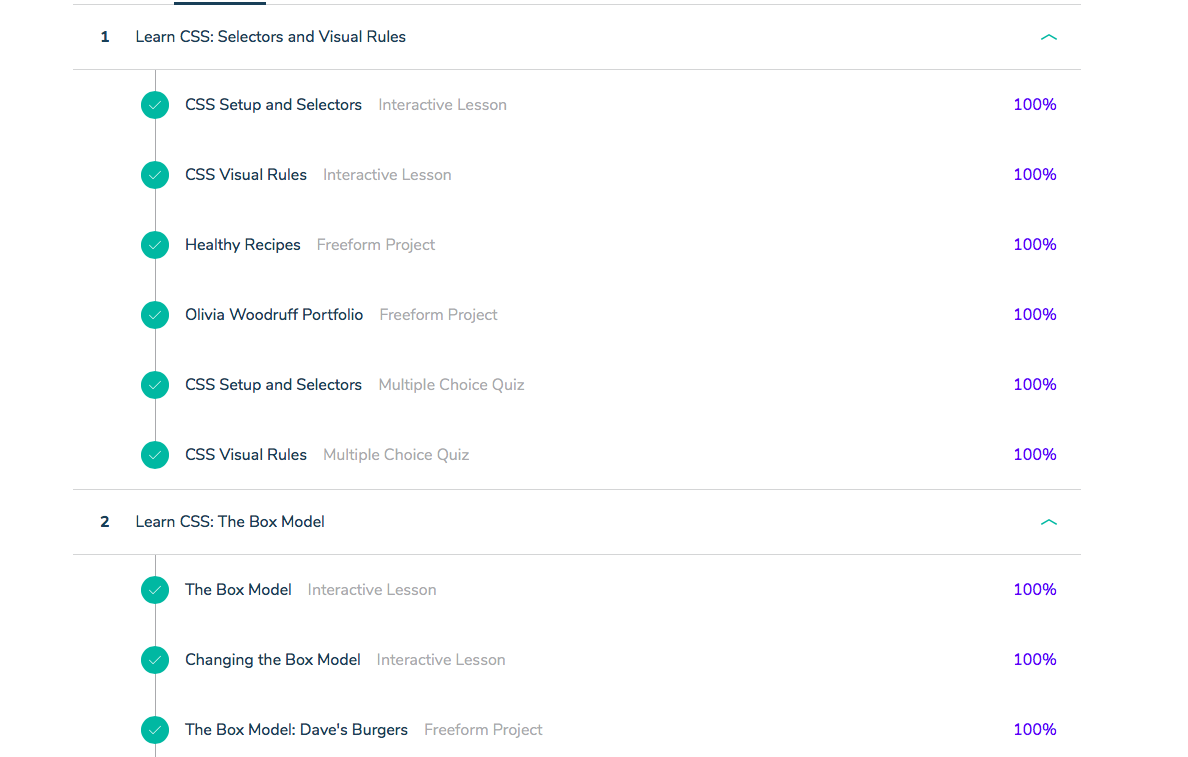 1 Learn CSS: Selectors and Visual Rules
CSS Setup and Selectors Interactive Lesson 100%
CSS Visual Rules Interactive Lesson 100%
Healthy Recipes Freeform Project 100%
Olivia Woodruff Portfolio Freeform Project 100%
CSS Setup and Selectors Multiple Choice Quiz 100%
CSS Visual Rules Multiple Choice Quiz 100%
2 Learn CSS: The Box Model
The Box Model Interactive Lesson 100%
Changing the Box Model Interactive Lesson 100%
The Box Model: Dave's Burgers Freeform Project 100%